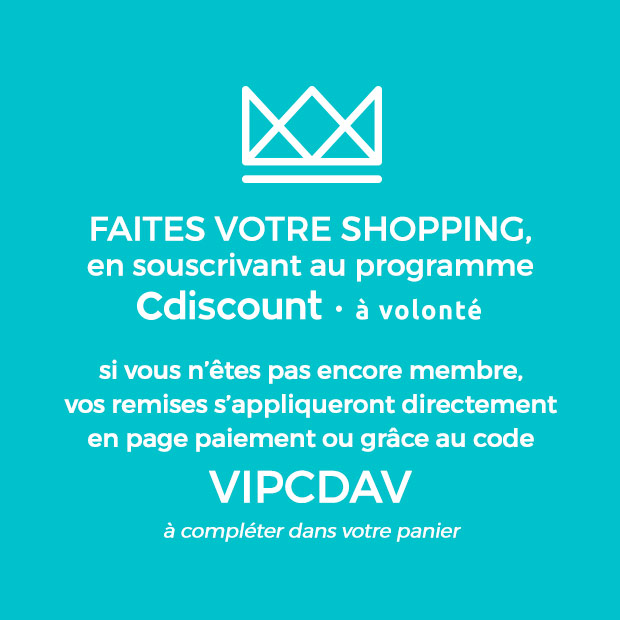 FAITES VOTRE SHOPPING,
en souscrivant au programme
Cdiscount · à volonté
si vous n'êtes pas encore membre,
vos remises s'appliqueront directement
en page paiement ou grâce au code
VIPCDAV
à compléter dans votre panier